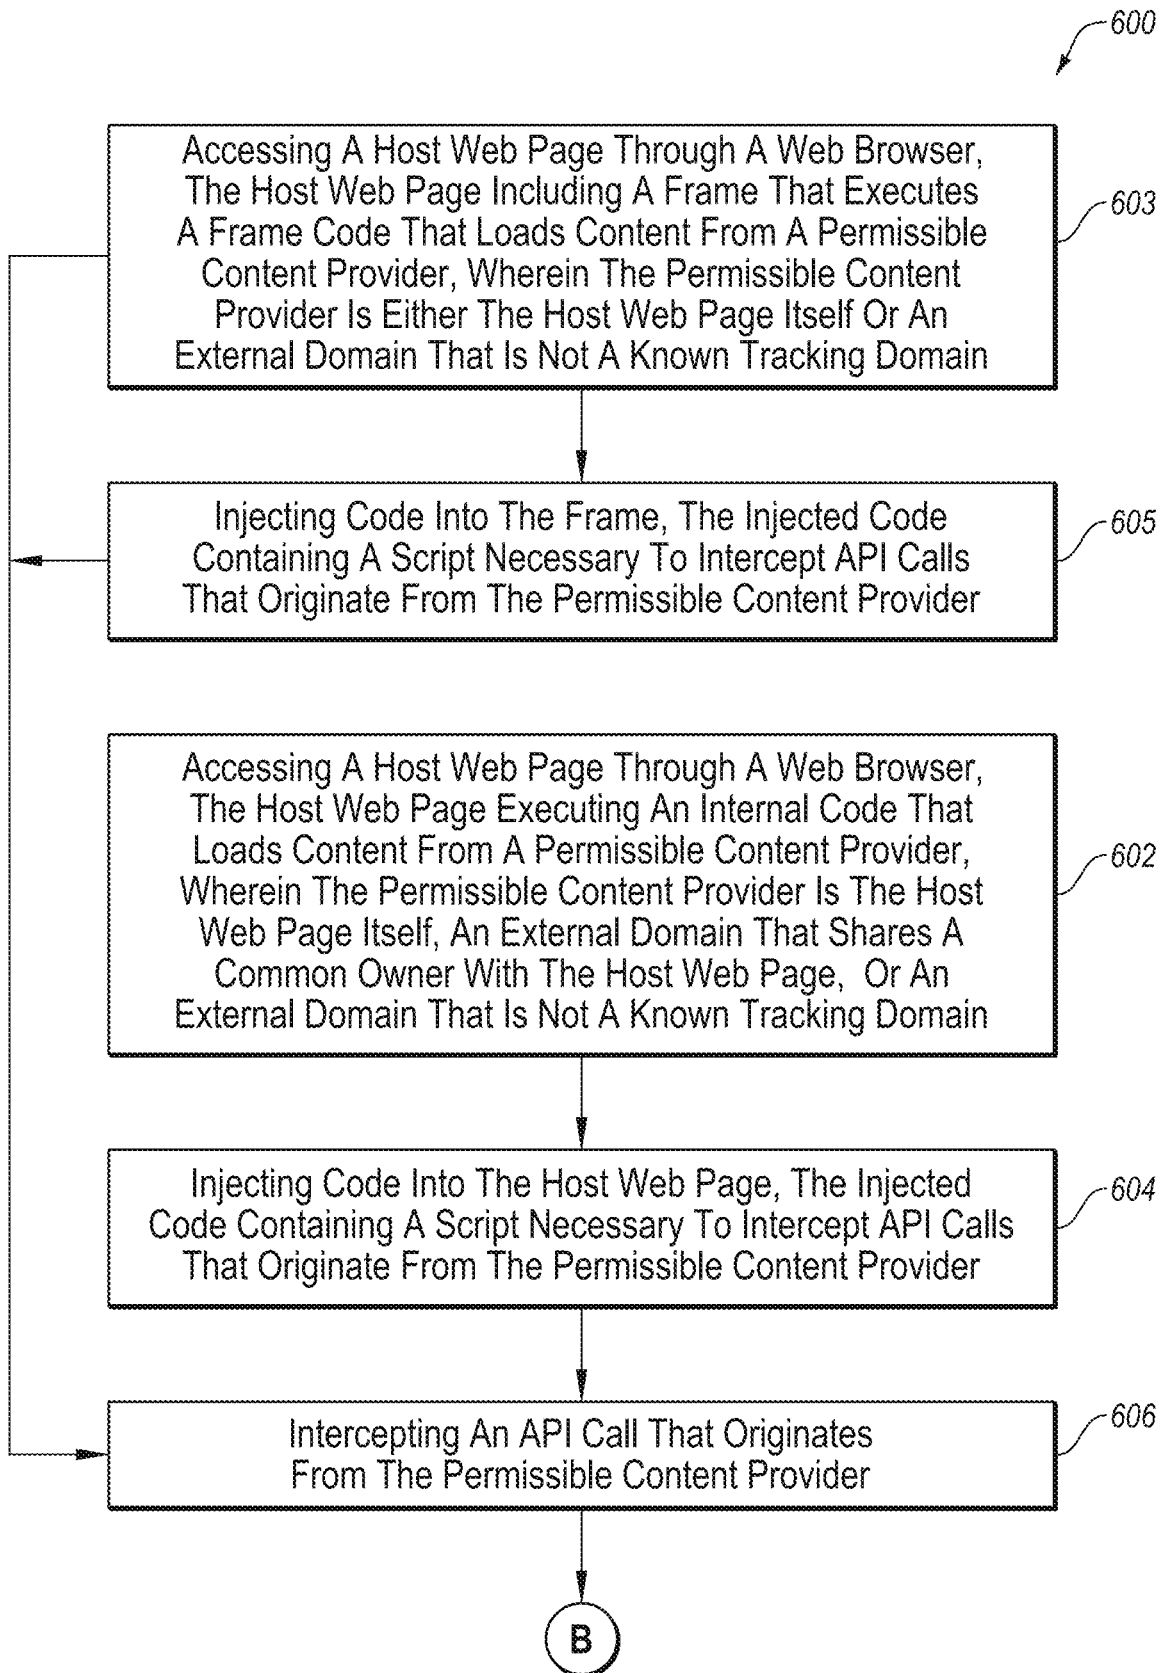 600
Accessing A Host Web Page Through A Web Browser,
The Host Web Page Including A Frame That Executes
A Frame Code That Loads Content From A Permissible
Content Provider, Wherein The Permissible Content
Provider Is Either The Host Web Page Itself Or An
External Domain That Is Not A Known Tracking Domain
603
Injecting Code Into The Frame, The Injected Code
Containing A Script Necessary To Intercept API Calls
That Originate From The Permissible Content Provider
605
Accessing A Host Web Page Through A Web Browser,
The Host Web Page Executing An Internal Code That
Loads Content From A Permissible Content Provider,
Wherein The Permissible Content Provider Is The Host
Web Page Itself, An External Domain That Shares A
Common Owner With The Host Web Page, Or An
External Domain That Is Not A Known Tracking Domain
602
Injecting Code Into The Host Web Page, The Injected
Code Containing A Script Necessary To Intercept API Calls
That Originate From The Permissible Content Provider
604
Intercepting An API Call That Originates
From The Permissible Content Provider
606
B